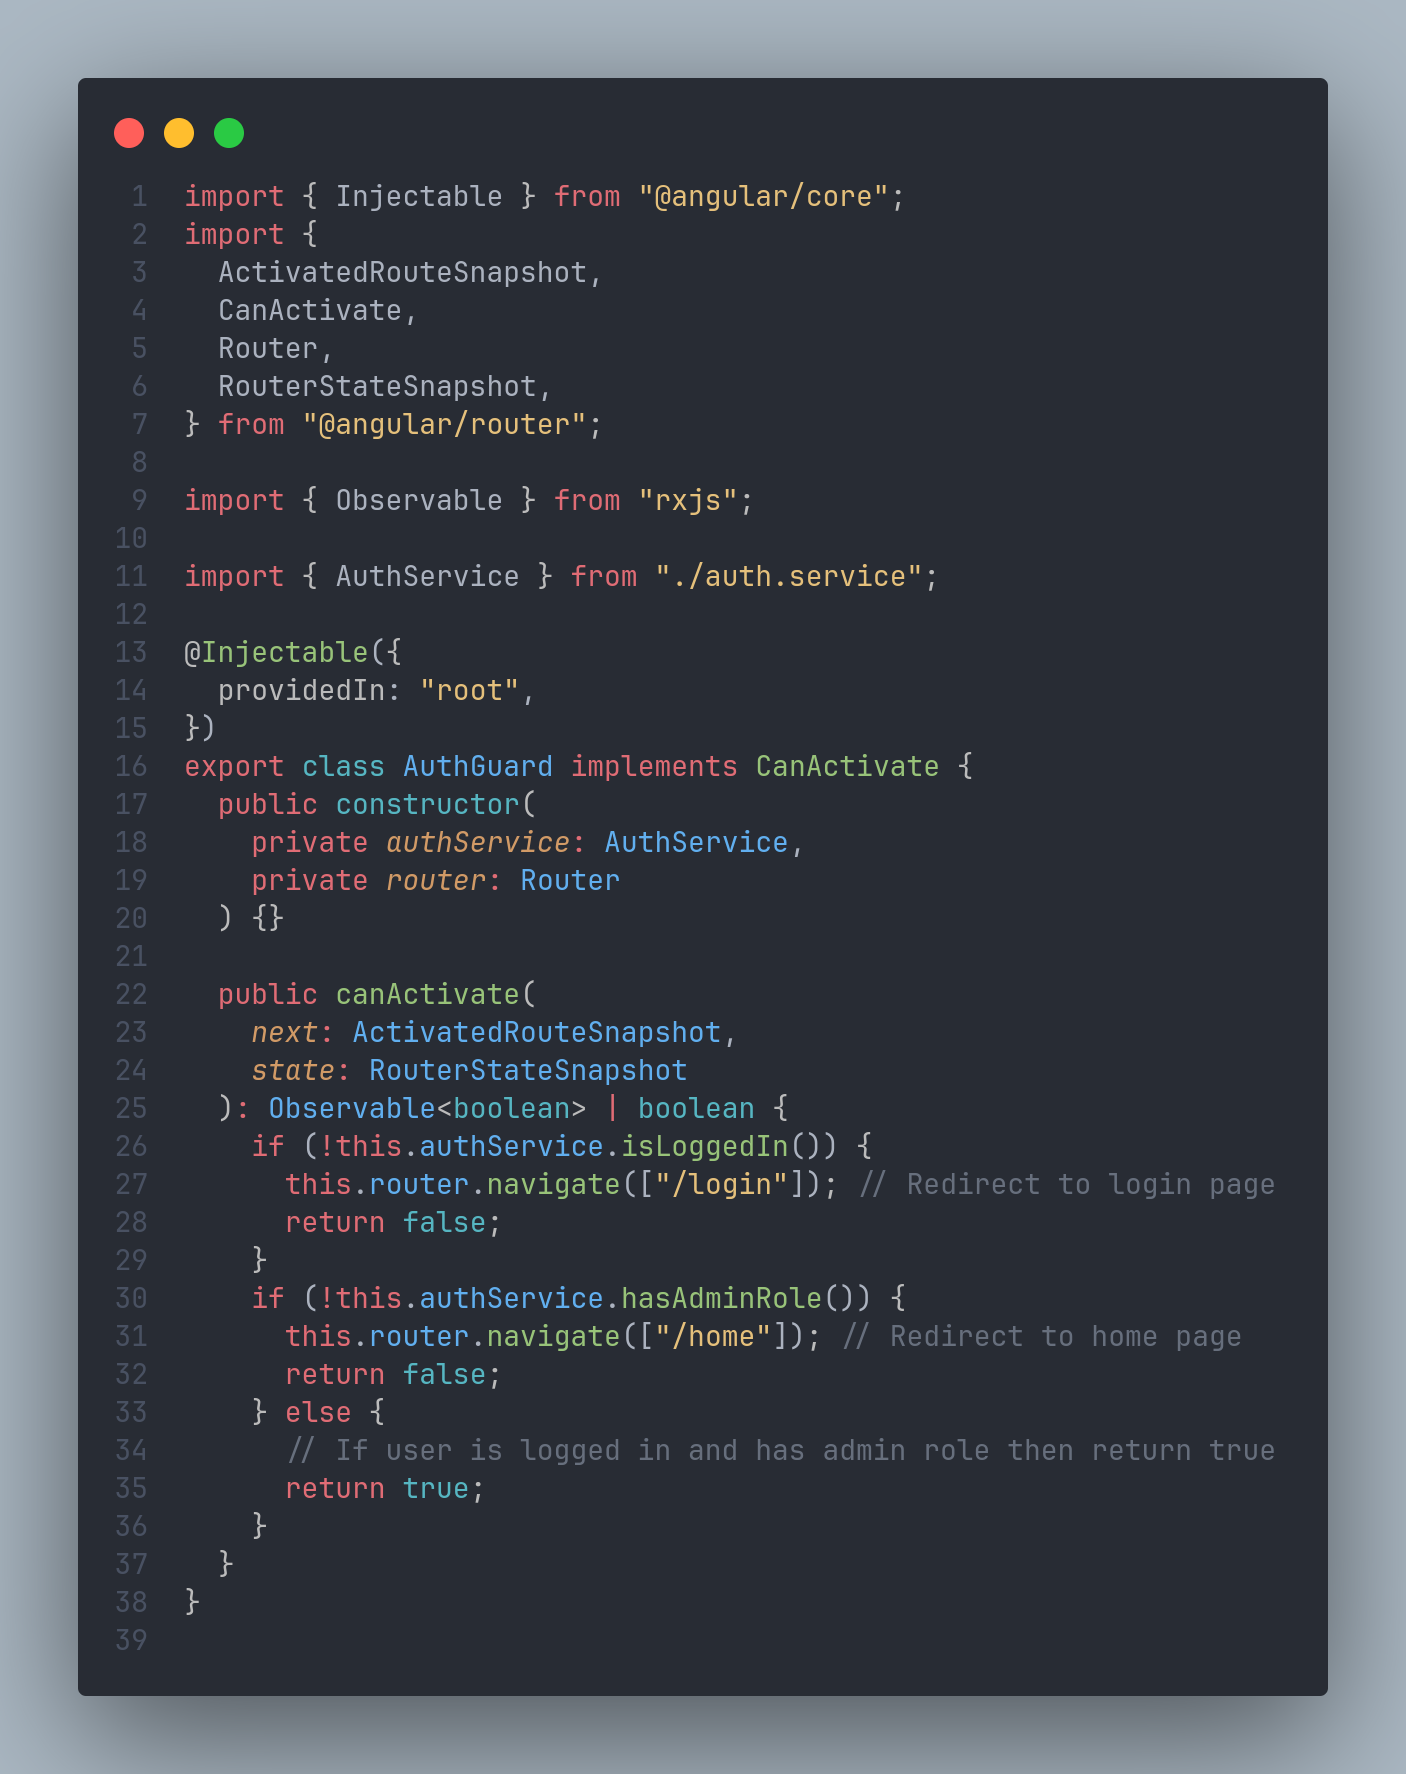 1 import { Injectable } from "@angular/core";
2 import {
3   ActivatedRouteSnapshot,
4   CanActivate,
5   Router,
6   RouterStateSnapshot,
7 } from "@angular/router";
8
9 import { Observable } from "rxjs";
10
11 import { AuthService } from "./auth.service";
12
13 @Injectable({
14   providedIn: "root",
15 })
16 export class AuthGuard implements CanActivate {
17   public constructor(
18     private authService: AuthService,
19     private router: Router
20   ) {}
21
22   public canActivate(
23     next: ActivatedRouteSnapshot,
24     state: RouterStateSnapshot
25   ): Observable<boolean> | boolean {
26     if (!this.authService.isLoggedIn()) {
27       this.router.navigate(["/login"]); // Redirect to login page
28       return false;
29     }
30     if (!this.authService.hasAdminRole()) {
31       this.router.navigate(["/home"]); // Redirect to home page
32       return false;
33     } else {
34       // If user is logged in and has admin role then return true
35       return true;
36     }
37   }
38 }
39